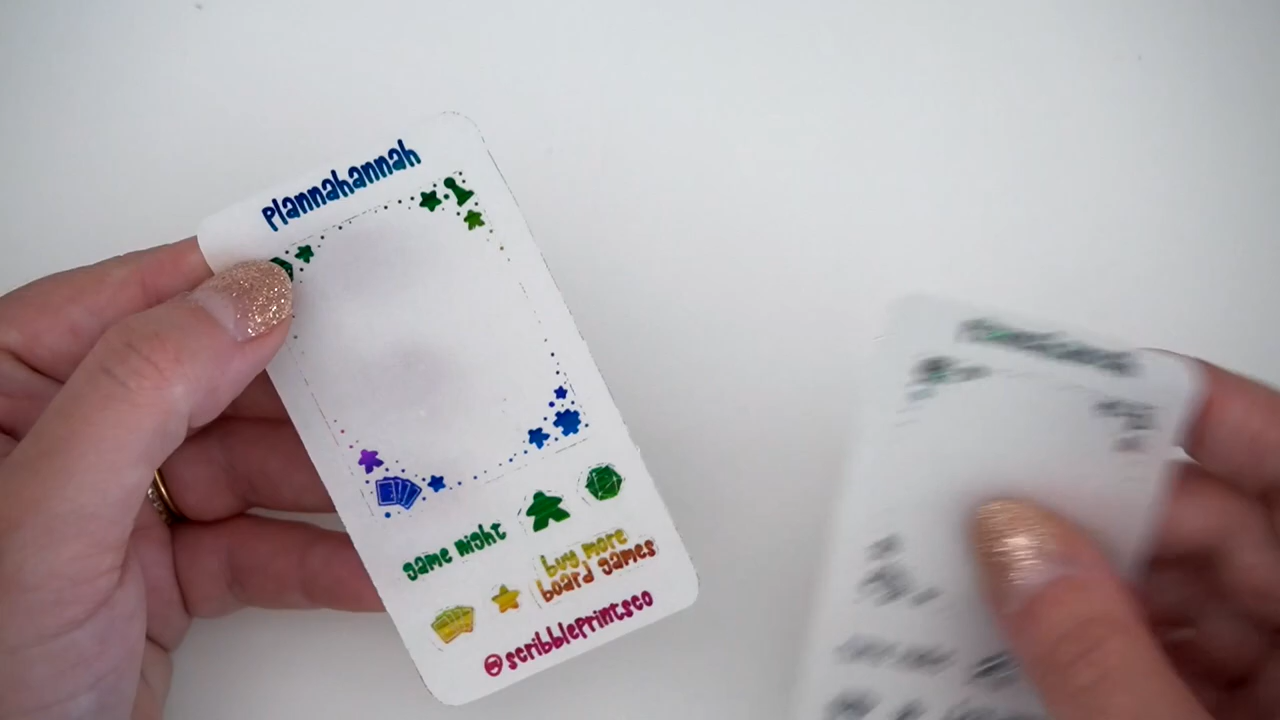 Plannahannah
game night
buy more
board games
@scribbleprintsco